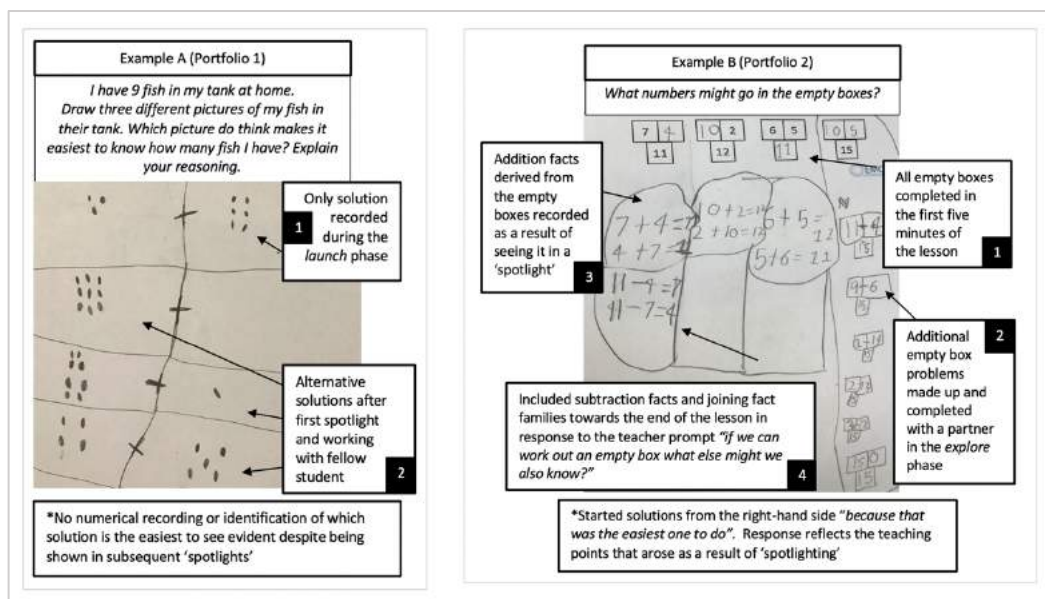 Example A (Portfolio 1)
I have 9 fish in my tank at home.
Draw three different pictures of my fish in
their tank. Which picture do think makes it
easiest to know how many fish I have? Explain
your reasoning.
Only solution
recorded
during the
launch phase
1
Alternative
solutions after
first spotlight
and working
with fellow
student
2
*No numerical recording or identification of which
solution is the easiest to see evident despite being
shown in subsequent 'spotlights'
Example B (Portfolio 2)
What numbers might go in the empty boxes?
7 4 10 2 6 5 10 5
11 12 11 15
Addition facts
derived from
the empty
boxes recorded
as a result of
seeing it in a
'spotlight'
3
All empty boxes
completed in
the first five
minutes of
the lesson
1
7+4=
4+7=
10+2=12
2+10=12
6+5=
11
5+6=11
11-4=7
11-7=4
11+4
15
9+6
15
15 0
15
Additional
empty box
problems
made up and
completed
with a partner
in the explore
phase
2
Included subtraction facts and joining fact
families towards the end of the lesson in
response to the teacher prompt "if we can
work out an empty box what else might we
also know?"
4
*Started solutions from the right-hand side "because that
was the easiest one to do". Response reflects the teaching
points that arose as a result of 'spotlighting'